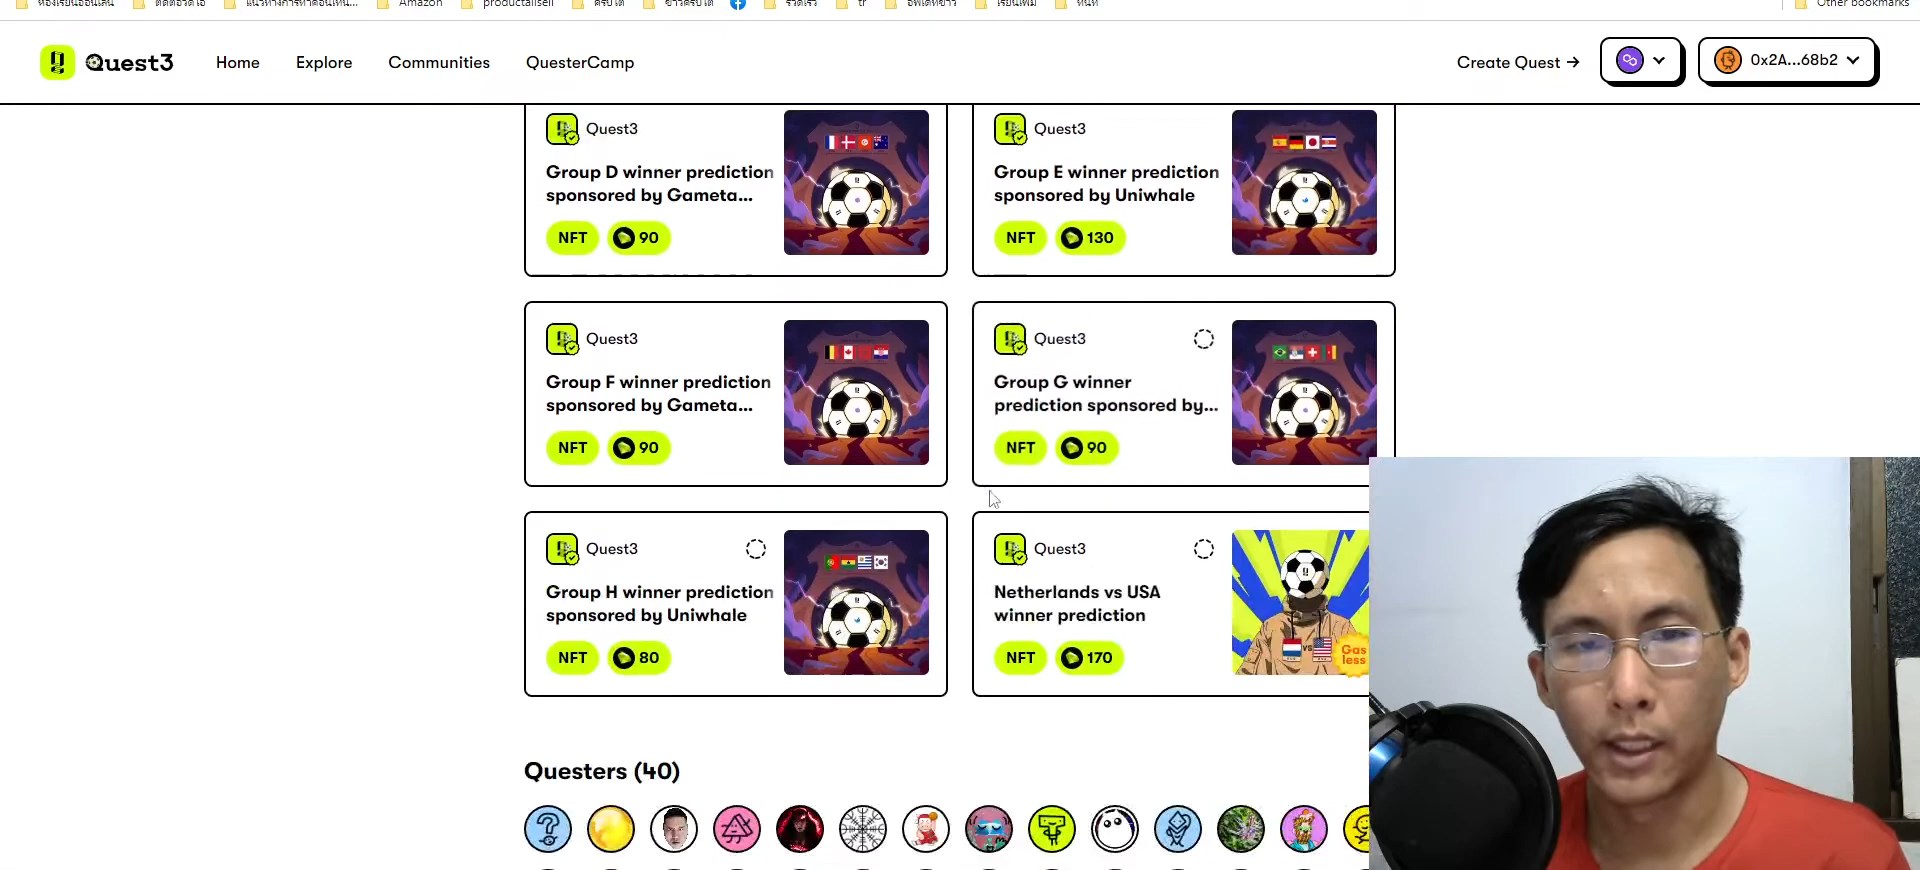 Amazon
productallsell
tr
Other bookmarks
Quest3
Home
Explore
Communities
QuesterCamp
Create Quest →
0x2A...68b2
Quest3
Group D winner prediction
sponsored by Gameta...
NFT
90
Quest3
Group E winner prediction
sponsored by Uniwhale
NFT
130
Quest3
Group F winner prediction
sponsored by Gameta...
NFT
90
Quest3
Group G winner
prediction sponsored by...
NFT
90
Quest3
Group H winner prediction
sponsored by Uniwhale
NFT
80
Quest3
Netherlands vs USA
winner prediction
NFT
170
VS
Gas
less
Questers (40)